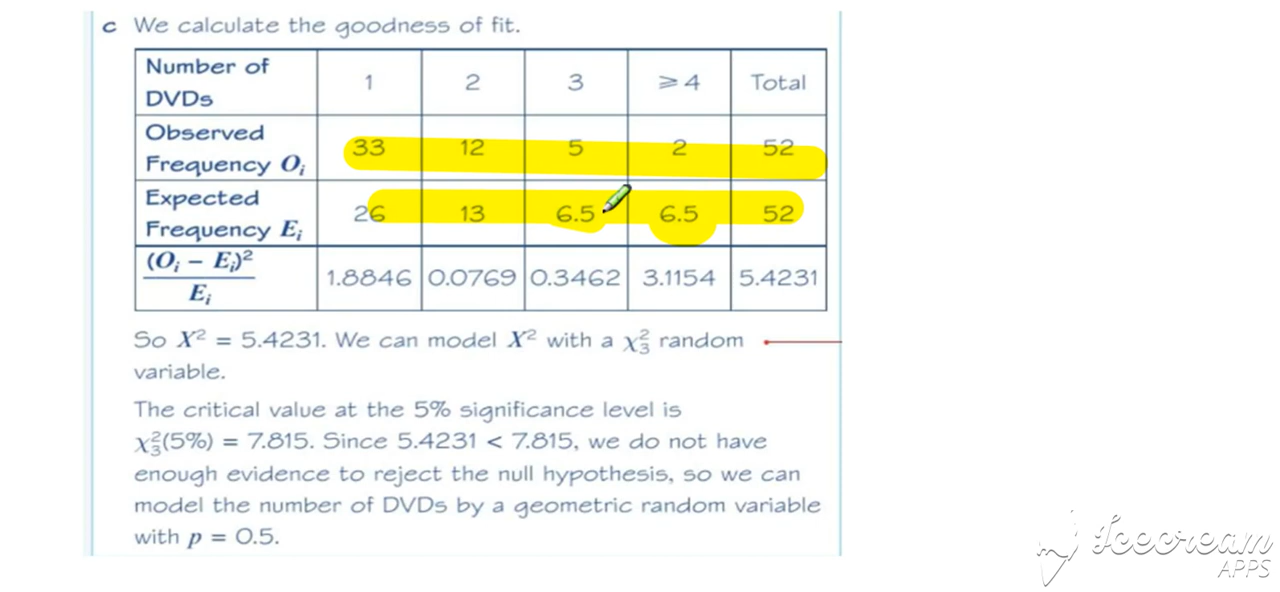 c We calculate the goodness of fit.
Number of DVDs 1 2 3 ⩾ 4 Total
Observed Frequency Oᵢ 33 12 5 2 52
Expected Frequency Eᵢ 26 13 6.5 6.5 52
(Oᵢ − Eᵢ)²
Eᵢ
1.8846 0.0769 0.3462 3.1154 5.4231
So X² = 5.4231. We can model X² with a χ²₃ random
variable.
The critical value at the 5% significance level is
χ²₃(5%) = 7.815. Since 5.4231 < 7.815, we do not have
enough evidence to reject the null hypothesis, so we can
model the number of DVDs by a geometric random variable
with p = 0.5.
Icecream
APPS